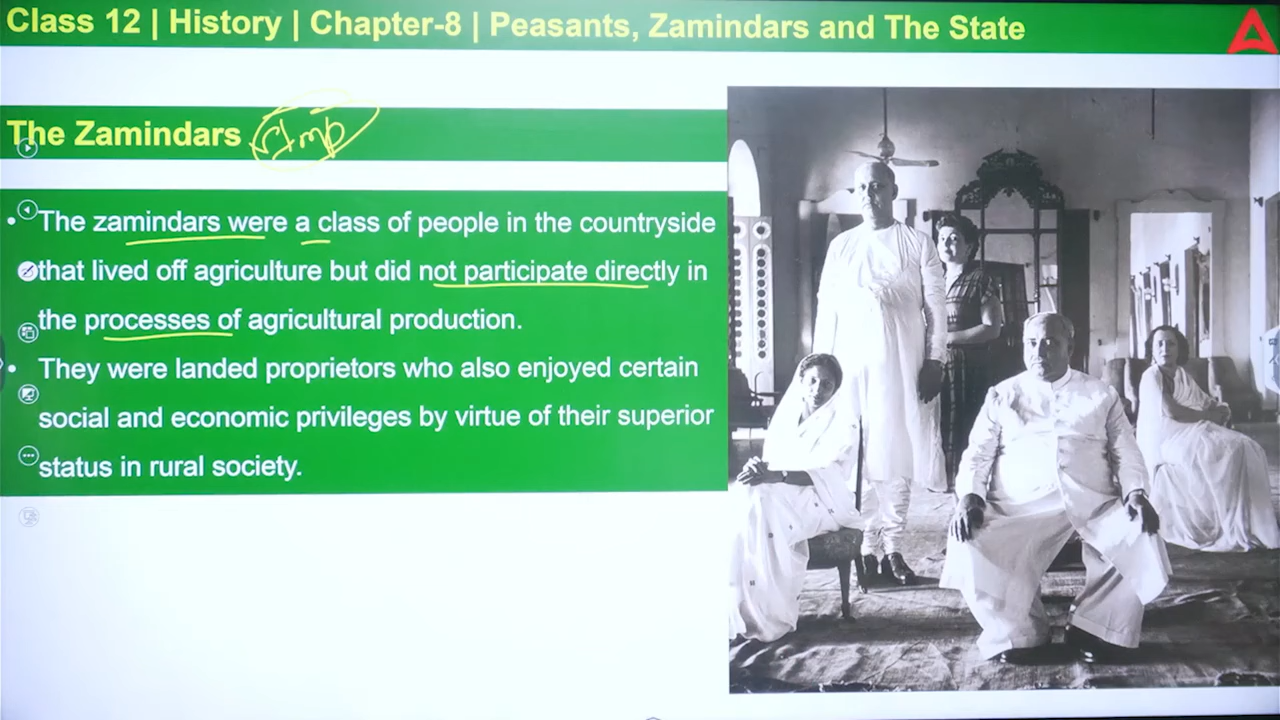 Class 12 | History | Chapter-8 | Peasants, Zamindars and The State
The Zamindars Imp
• The zamindars were a class of people in the countryside
that lived off agriculture but did not participate directly in
the processes of agricultural production.
• They were landed proprietors who also enjoyed certain
social and economic privileges by virtue of their superior
status in rural society.